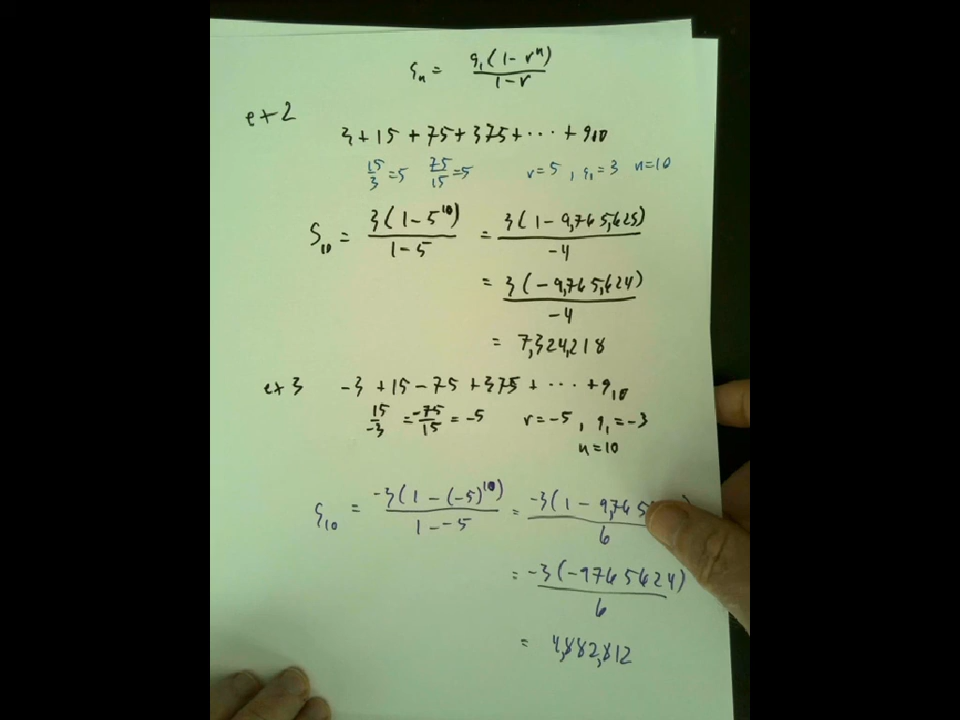 Sₙ = a₁(1-rⁿ)/1-r
ex 2
3+15+75+375+...+a₁₀
15/3=5 75/15=5 r=5, a₁=3 n=10
S₁₀ = 3(1-5¹⁰)/1-5 = 3(1-9,765,625)/-4
= 3(-9,765,624)/-4
= 7,324,218
ex 3 -3+15-75+375+...+a₁₀
15/-3 = -75/15 = -5 r=-5, a₁=-3
n=10
S₁₀ = -3(1-(-5)¹⁰)/1--5 = -3(1-9,765)/6
= -3(-9765624)/6
= 4,882,812